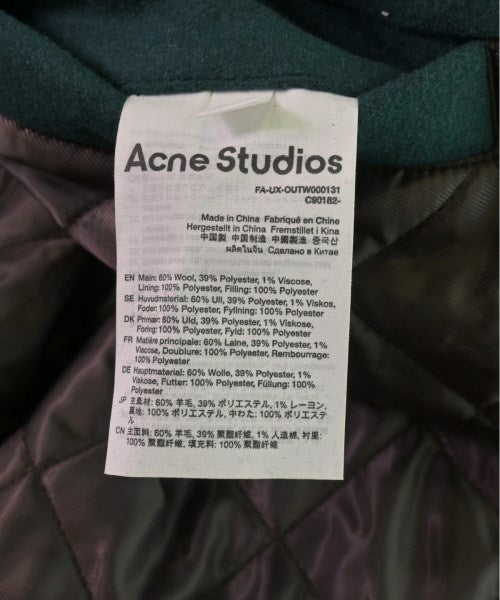 Acne Studios
FA-UX-OUTW000131
C90162-
Made in China Fabriqué en Chine
Hergestellt in China Fremstillet i Kina
中国製 中国制造 中國製造 중국산
ผลิตในจีน Сделано в Китае
EN Main: 60% Wool, 39% Polyester, 1% Viscose,
Lining: 100% Polyester, Filling: 100% Polyester
SE Huvudmaterial: 60% Ull, 39% Polyester, 1% Viskos,
Foder: 100% Polyester, Fyllning: 100% Polyester
DK Primær: 60% Uld, 39% Polyester, 1% Viskose,
Foring: 100% Polyester, Fyld: 100% Polyester
FR Matière principale: 60% Laine, 39% Polyester, 1%
Viscose, Doublure: 100% Polyester, Rembourrage:
100% Polyester
DE Hauptmaterial: 60% Wolle, 39% Polyester, 1%
Viskose, Futter: 100% Polyester, Füllung: 100%
Polyester
JP 主素材: 60% 羊毛, 39% ポリエステル, 1% レーヨン,
裏地: 100% ポリエステル, 中わた: 100% ポリエステ
ル
CN 主面料: 60% 羊毛, 39% 聚酯纤维, 1% 人造棉, 衬里:
100% 聚酯纤维, 填充料: 100% 聚酯纤维